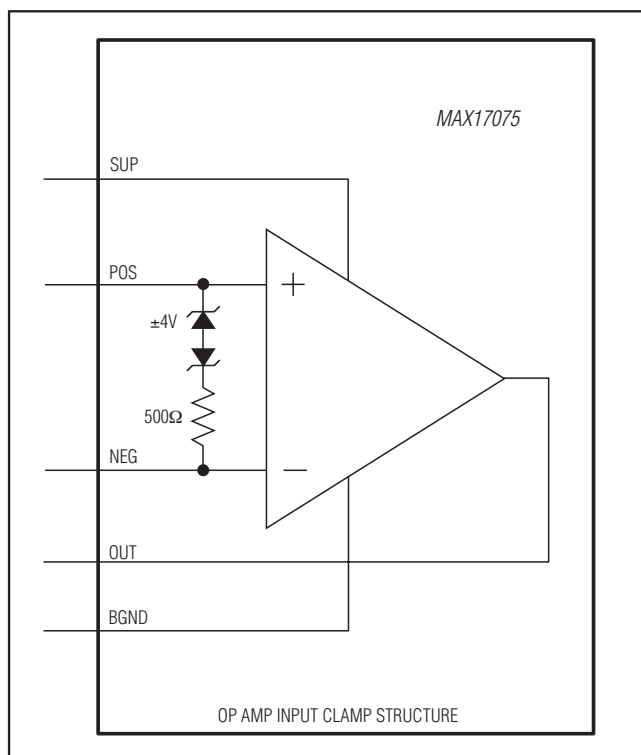 MAX17075
SUP
POS
+
±4V
500Ω
NEG
−
OUT
BGND
OP AMP INPUT CLAMP STRUCTURE